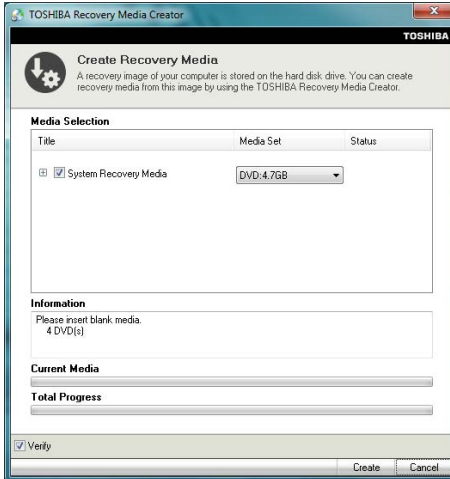 TOSHIBA Recovery Media Creator
TOSHIBA
Create Recovery Media
A recovery image of your computer is stored on the hard disk drive. You can create
recovery media from this image by using the TOSHIBA Recovery Media Creator.
Media Selection
Title Media Set Status
System Recovery Media DVD:4.7GB
Information
Please insert blank media.
4 DVD(s)
Current Media
Total Progress
Verify
Create Cancel